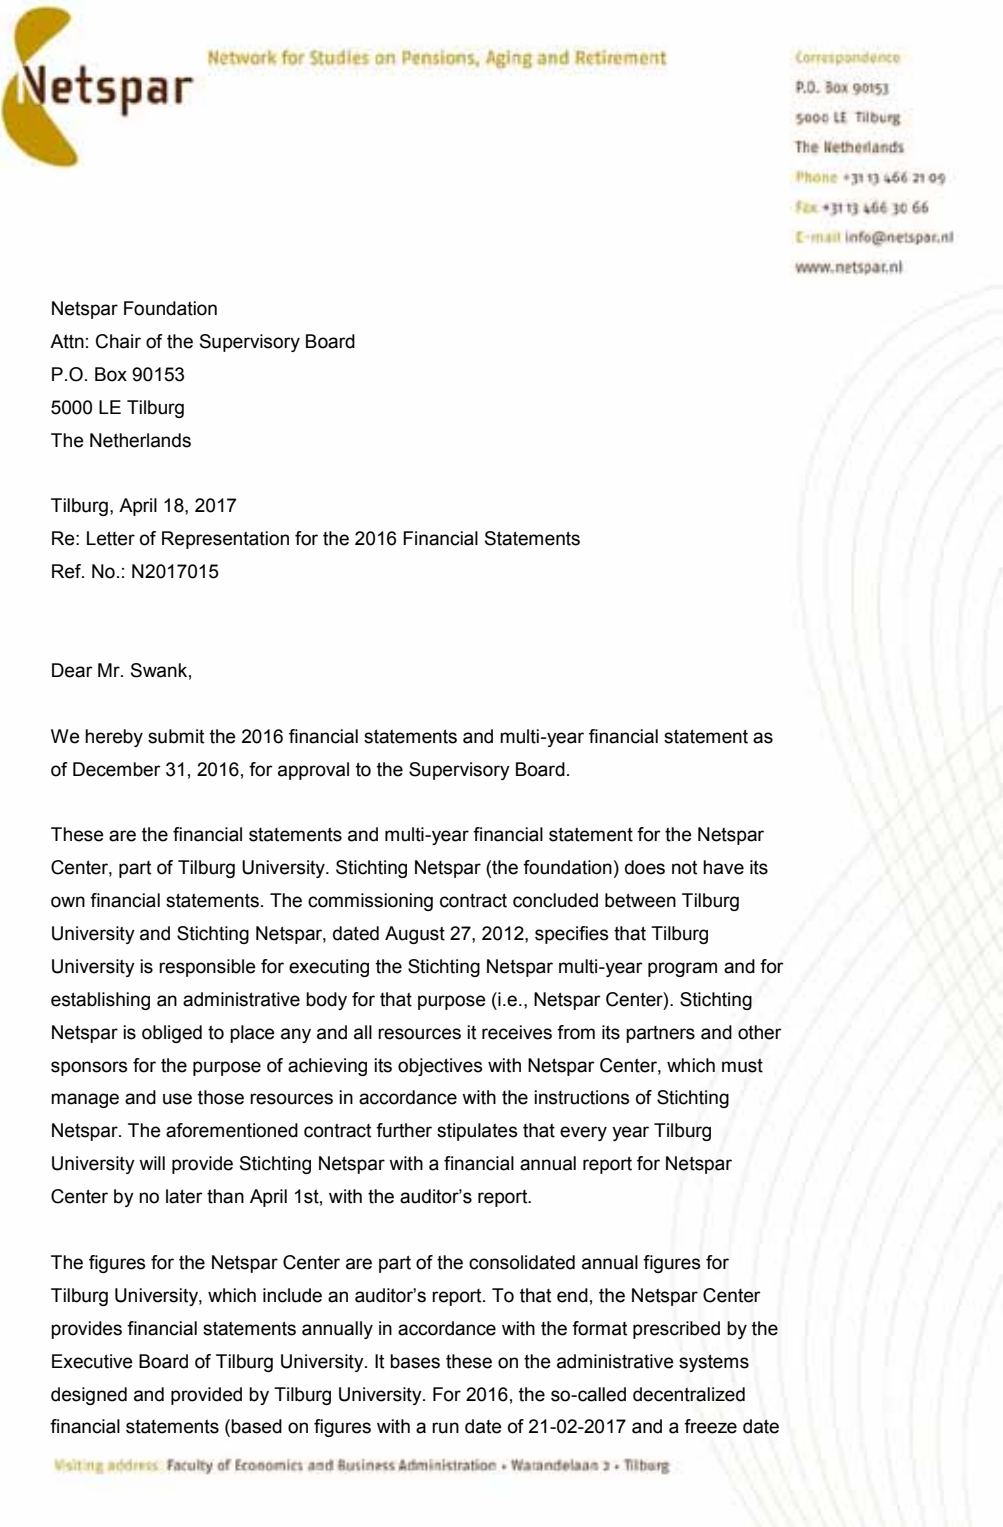 Netspar
Network for Studies on Pensions, Aging and Retirement
Correspondence
P.O. Box 90153
5000 LE Tilburg
The Netherlands
Phone +31 13 466 21 09
Fax +31 13 466 30 66
E-mail info@netspar.nl
www.netspar.nl
Netspar Foundation
Attn: Chair of the Supervisory Board
P.O. Box 90153
5000 LE Tilburg
The Netherlands
Tilburg, April 18, 2017
Re: Letter of Representation for the 2016 Financial Statements
Ref. No.: N2017015
Dear Mr. Swank,
We hereby submit the 2016 financial statements and multi-year financial statement as
of December 31, 2016, for approval to the Supervisory Board.
These are the financial statements and multi-year financial statement for the Netspar
Center, part of Tilburg University. Stichting Netspar (the foundation) does not have its
own financial statements. The commissioning contract concluded between Tilburg
University and Stichting Netspar, dated August 27, 2012, specifies that Tilburg
University is responsible for executing the Stichting Netspar multi-year program and for
establishing an administrative body for that purpose (i.e., Netspar Center). Stichting
Netspar is obliged to place any and all resources it receives from its partners and other
sponsors for the purpose of achieving its objectives with Netspar Center, which must
manage and use those resources in accordance with the instructions of Stichting
Netspar. The aforementioned contract further stipulates that every year Tilburg
University will provide Stichting Netspar with a financial annual report for Netspar
Center by no later than April 1st, with the auditor’s report.
The figures for the Netspar Center are part of the consolidated annual figures for
Tilburg University, which include an auditor’s report. To that end, the Netspar Center
provides financial statements annually in accordance with the format prescribed by the
Executive Board of Tilburg University. It bases these on the administrative systems
designed and provided by Tilburg University. For 2016, the so-called decentralized
financial statements (based on figures with a run date of 21-02-2017 and a freeze date
Visiting address: Faculty of Economics and Business Administration • Warandelaan 2 • Tilburg